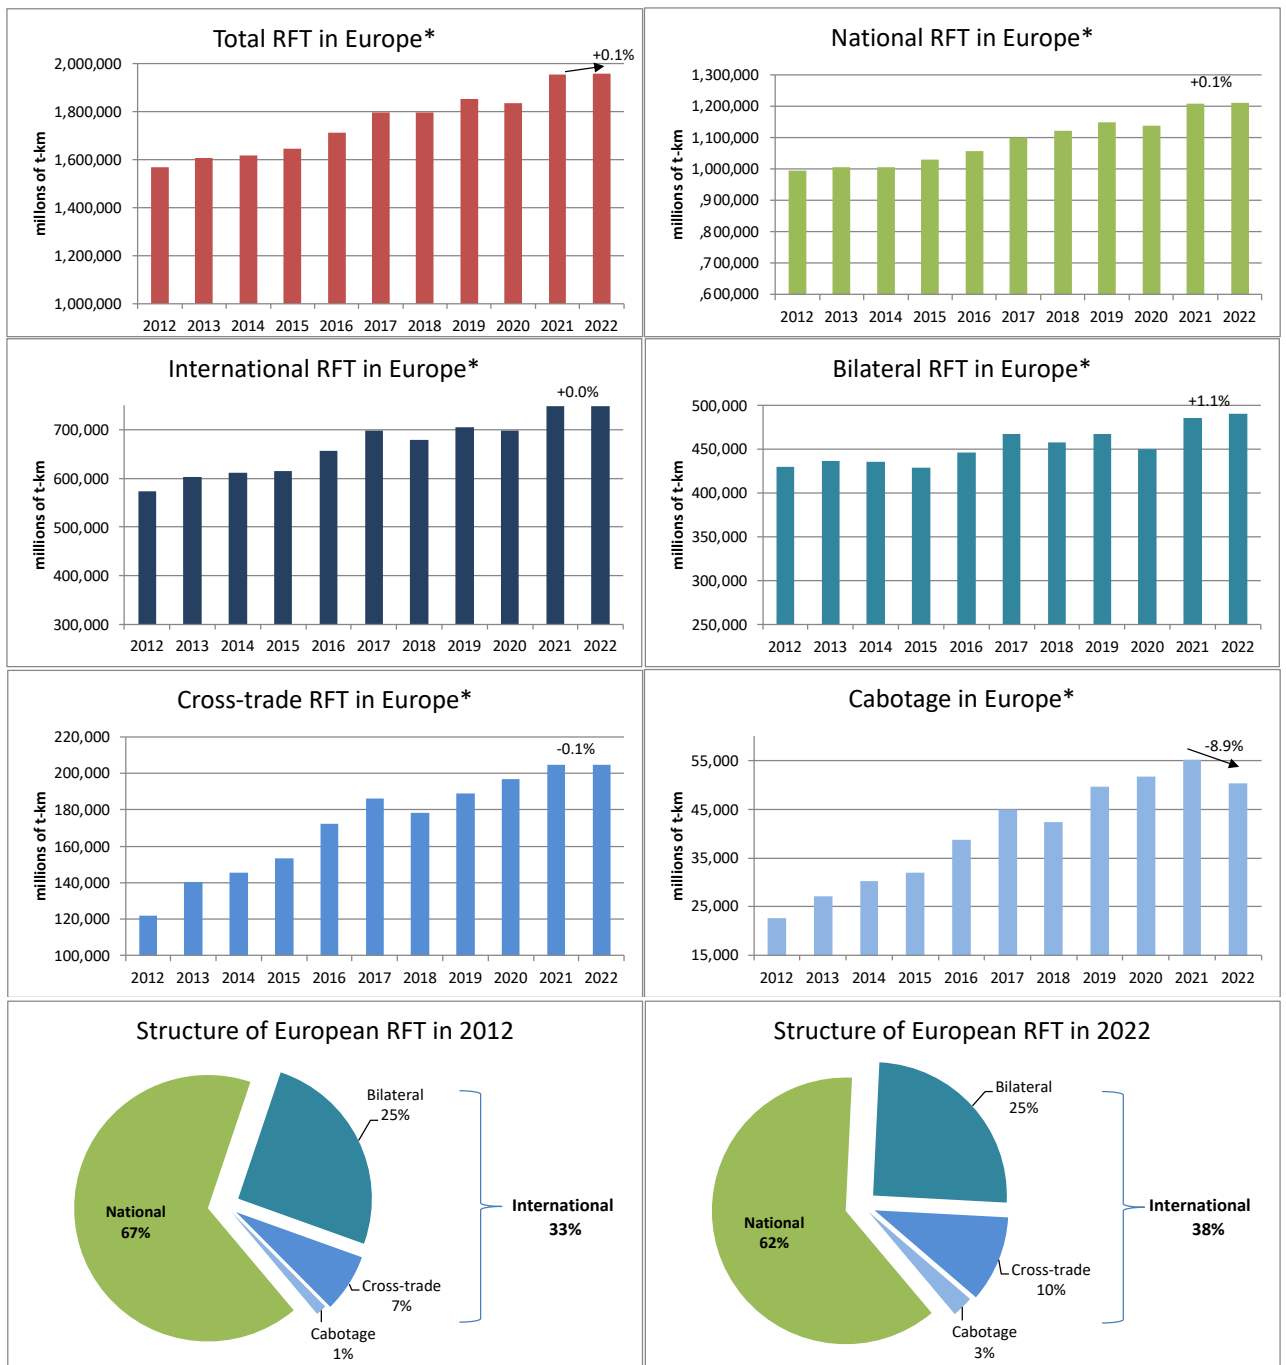 Total RFT in Europe*
+0.1%
millons of t-km
2,000,000
1,800,000
1,600,000
1,400,000
1,200,000
1,000,000
2012 2013 2014 2015 2016 2017 2018 2019 2020 2021 2022
National RFT in Europe*
+0.1%
millions of t-km
1,300,000
1,200,000
1,100,000
1,000,000
,900,000
,800,000
,700,000
,600,000
2012 2013 2014 2015 2016 2017 2018 2019 2020 2021 2022
International RFT in Europe*
+0.0%
millions of t-km
700,000
600,000
500,000
400,000
300,000
2012 2013 2014 2015 2016 2017 2018 2019 2020 2021 2022
Bilateral RFT in Europe*
+1.1%
millions of t-km
500,000
450,000
400,000
350,000
300,000
250,000
2012 2013 2014 2015 2016 2017 2018 2019 2020 2021 2022
Cross-trade RFT in Europe*
-0.1%
millions of t-km
220,000
200,000
180,000
160,000
140,000
120,000
100,000
2012 2013 2014 2015 2016 2017 2018 2019 2020 2021 2022
Cabotage in Europe*
-8.9%
millions of t-km
55,000
45,000
35,000
25,000
15,000
2012 2013 2014 2015 2016 2017 2018 2019 2020 2021 2022
Structure of European RFT in 2012
Bilateral
25%
National
67%
International
33%
Cross-trade
7%
Cabotage
1%
Structure of European RFT in 2022
Bilateral
25%
National
62%
International
38%
Cross-trade
10%
Cabotage
3%